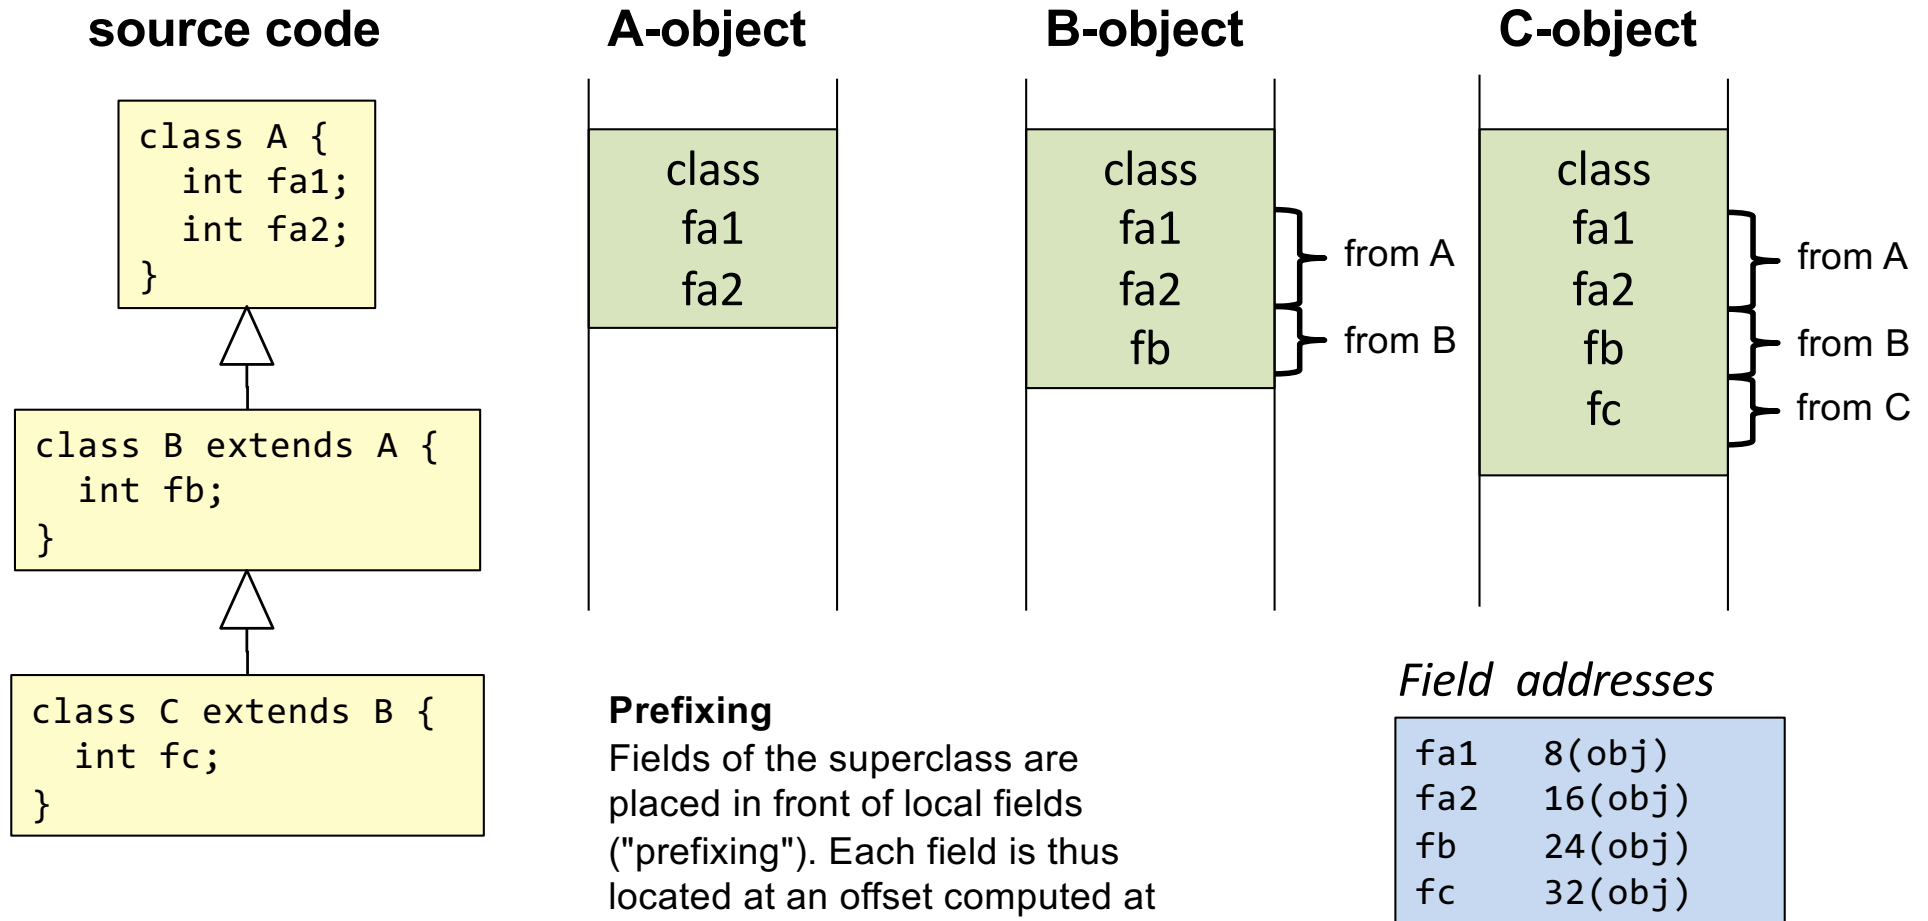 source code
A-object
B-object
C-object
class A {
  int fa1;
  int fa2;
}
class B extends A {
  int fb;
}
class C extends B {
  int fc;
}
class
fa1
fa2
class
fa1
fa2
fb
from A
from B
class
fa1
fa2
fb
fc
from A
from B
from C
Prefixing
Fields of the superclass are
placed in front of local fields
("prefixing"). Each field is thus
located at an offset computed at
Field addresses
fa1 8(obj)
fa2 16(obj)
fb 24(obj)
fc 32(obj)